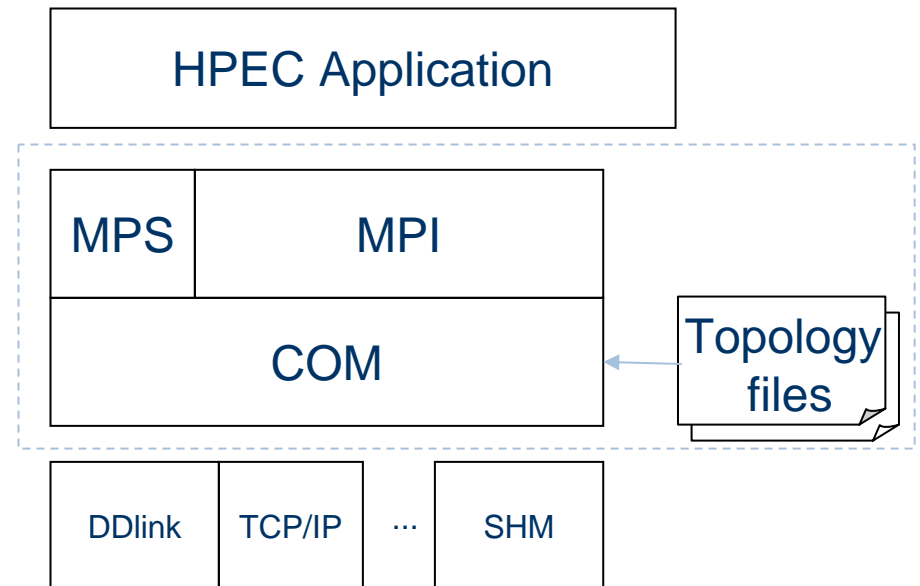 HPEC Application
MPS
MPI
COM
Topology
files
DDlink
TCP/IP
...
SHM